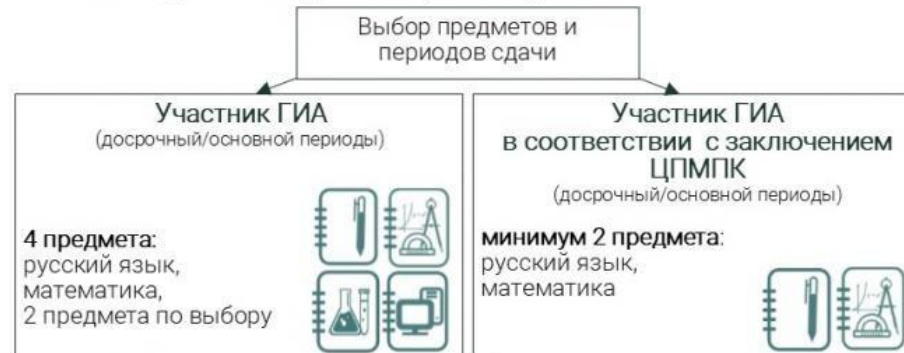 Выбор предметов и
периодов сдачи
Участник ГИА
(досрочный/основной периоды)
4 предмета:
русский язык,
математика,
2 предмета по выбору
Участник ГИА
в соответствии с заключением
ЦПМПК
(досрочный/основной периоды)
минимум 2 предмета:
русский язык,
математика